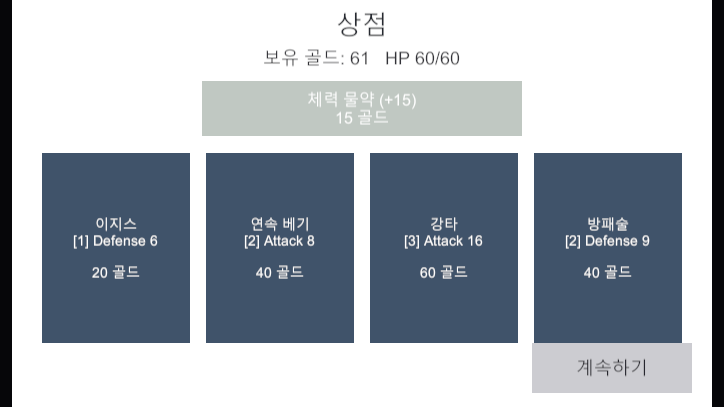 상점
보유 골드: 61 HP 60/60
체력 물약 (+15)
15 골드
이지스
[1] Defense 6
20 골드
연속 베기
[2] Attack 8
40 골드
강타
[3] Attack 16
60 골드
방패술
[2] Defense 9
40 골드
계속하기